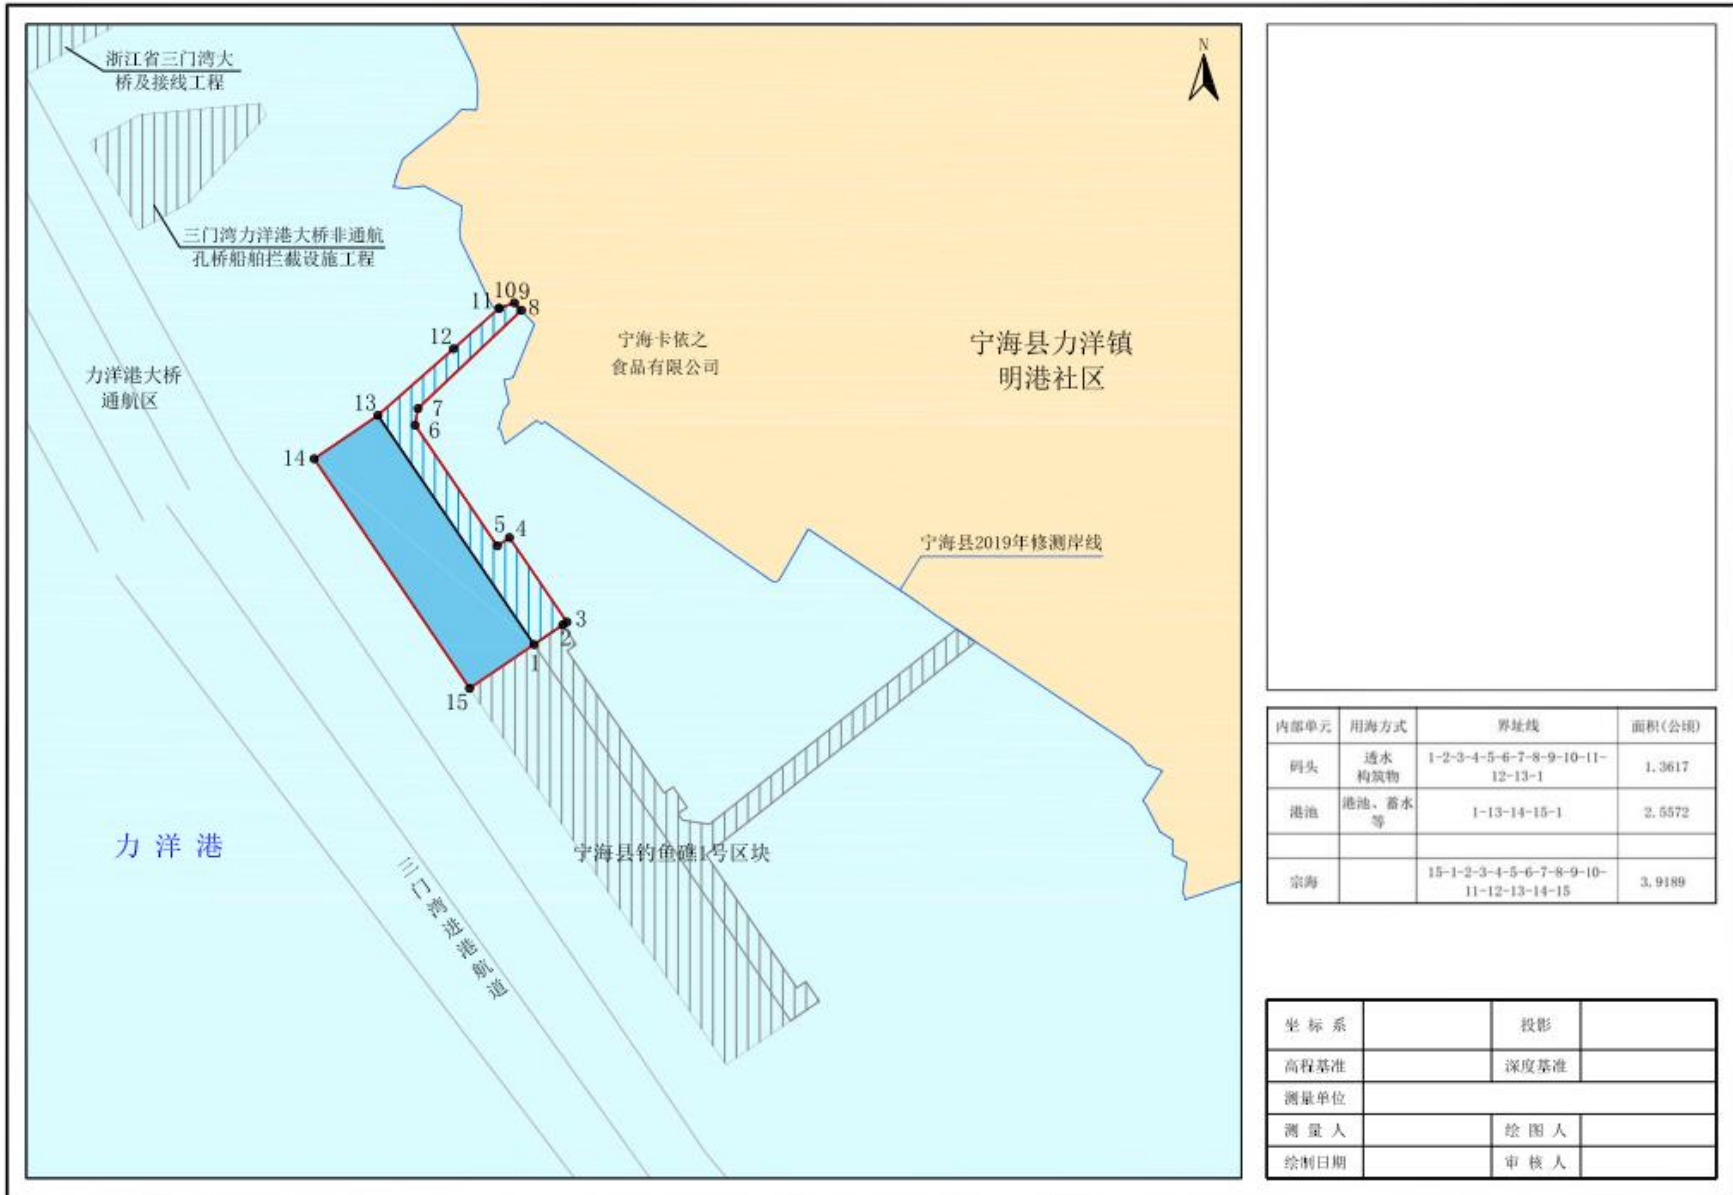 浙江省三门湾大
桥及接线工程
N
三门湾力洋港大桥非通航
孔桥船舶拦截设施工程
10
9
11
8
12
宁海卡依之
食品有限公司
宁海县力洋镇
明港社区
力洋港大桥
通航区
13
7
6
14
5
4
宁海县2019年修测岸线
3
2
1
15
力洋港
宁海县钓鱼礁1号区块
三门湾进港航道
内部单元 用海方式 界址线 面积(公顷)
码头 透水构筑物 1-2-3-4-5-6-7-8-9-10-11-
12-13-1 1.3617
港池 港池、蓄水等 1-13-14-15-1 2.5572
宗海 15-1-2-3-4-5-6-7-8-9-10-
11-12-13-14-15 3.9189
坐标系 投影
高程基准 深度基准
测量单位
测量人 绘图人
绘制日期 审核人